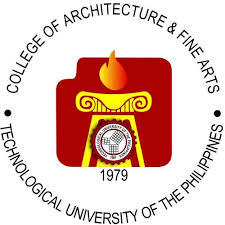 • COLLEGE OF ARCHITECTURE & FINE ARTS •
TECHNOLOGICAL UNIVERSITY OF THE PHILIPPINES
1979